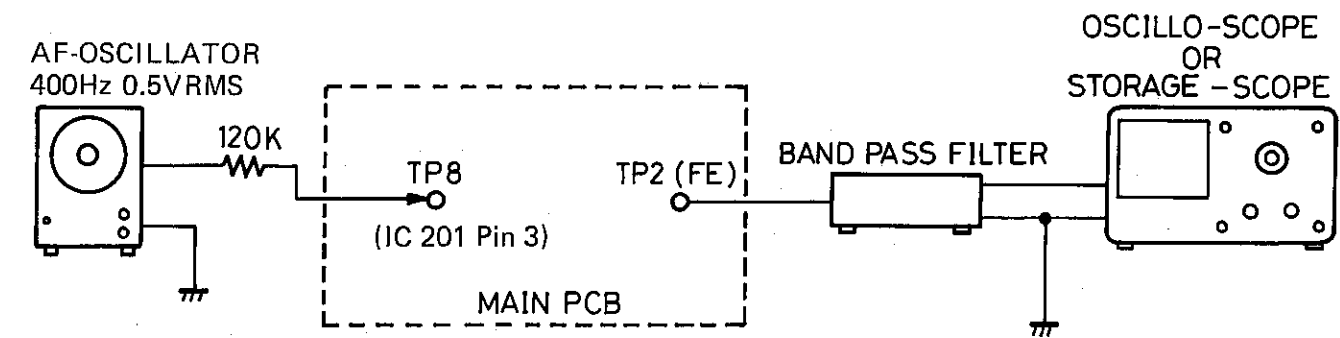 AF-OSCILLATOR
400Hz 0.5VRMS
120K
TP8
(IC 201 Pin 3)
TP2 (FE)
MAIN PCB
BAND PASS FILTER
OSCILLO-SCOPE
OR
STORAGE -SCOPE